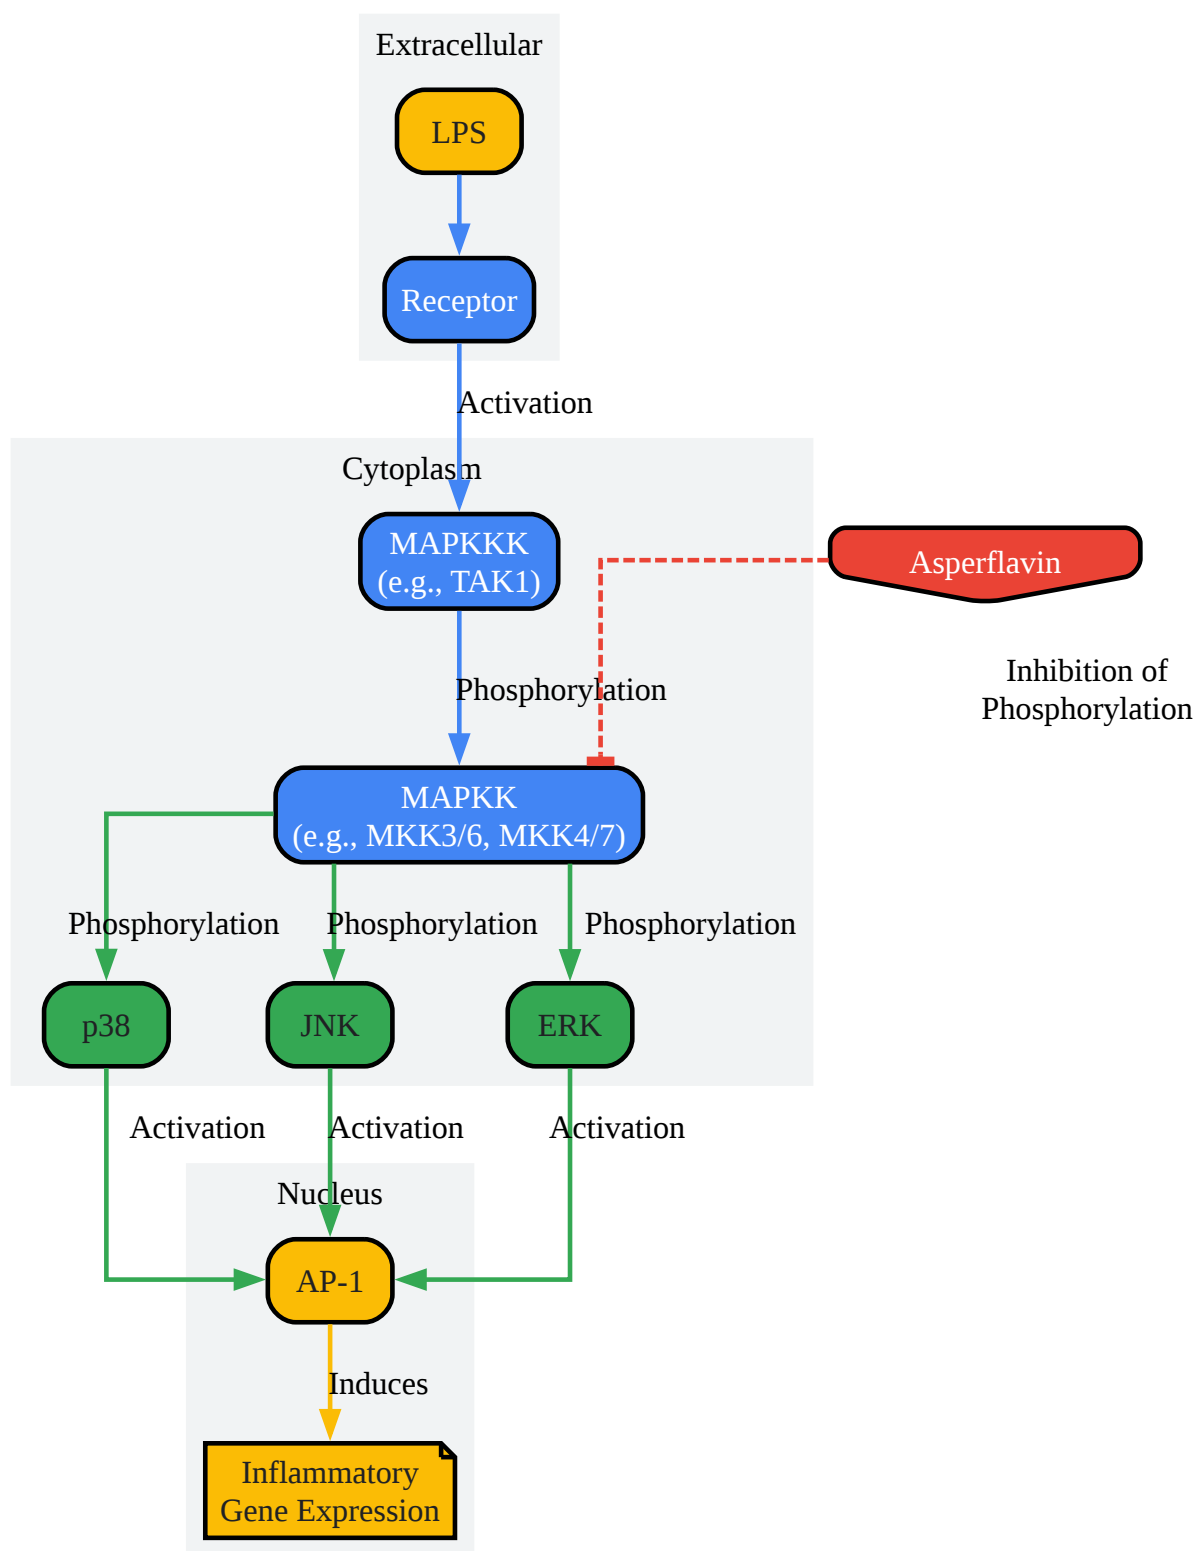 Extracellular
LPS
Receptor
Activation
Cytoplasm
MAPKKK
(e.g., TAK1)
Asperflavin
Phosphorylation
Inhibition of
Phosphorylation
MAPKK
(e.g., MKK3/6, MKK4/7)
Phosphorylation
Phosphorylation
Phosphorylation
p38
JNK
ERK
Activation
Activation
Activation
Nucleus
AP-1
Induces
Inflammatory
Gene Expression